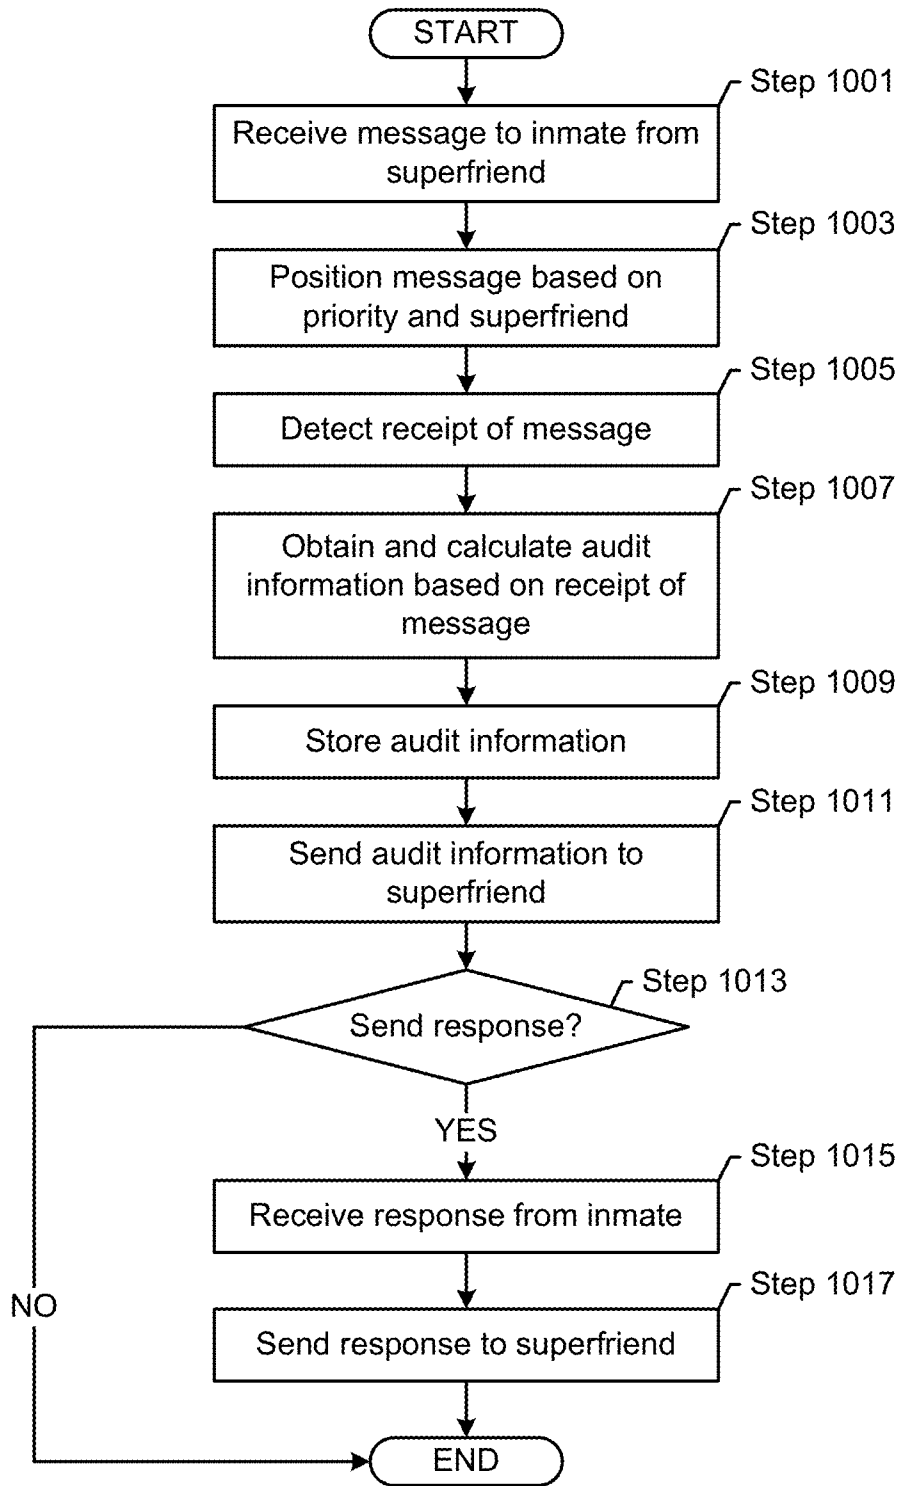 START
Step 1001
Receive message to inmate from
superfriend
Step 1003
Position message based on
priority and superfriend
Step 1005
Detect receipt of message
Step 1007
Obtain and calculate audit
information based on receipt of
message
Step 1009
Store audit information
Step 1011
Send audit information to
superfriend
Step 1013
Send response?
YES
Step 1015
Receive response from inmate
Step 1017
NO
Send response to superfriend
END